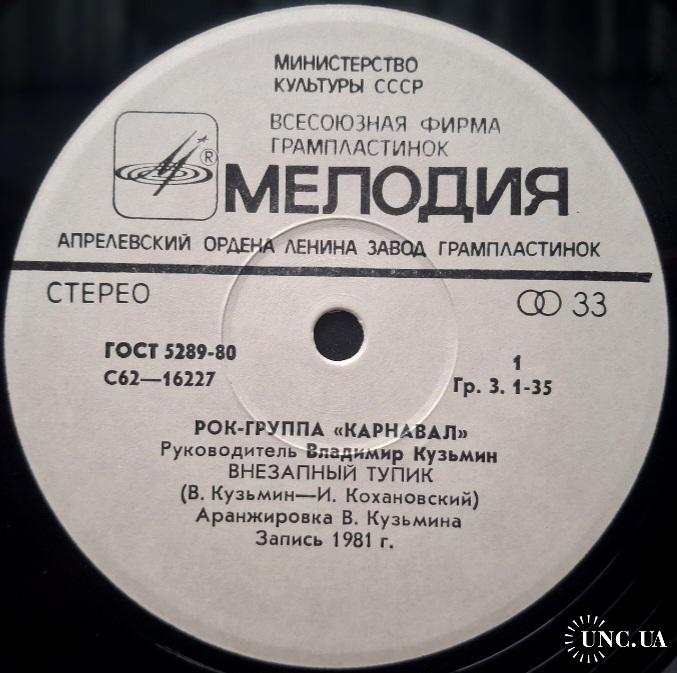 МИНИСТЕРСТВО
КУЛЬТУРЫ СССР
ВСЕСОЮЗНАЯ ФИРМА
ГРАМПЛАСТИНОК
®
МЕЛОДИЯ
АПРЕЛЕВСКИЙ ОРДЕНА ЛЕНИНА ЗАВОД ГРАМПЛАСТИНОК
СТЕРЕО
33
ГОСТ 5289-80
1
С62—16227
Гр. 3. 1-35
РОК-ГРУППА «КАРНАВАЛ»
Руководитель Владимир Кузьмин
ВНЕЗАПНЫЙ ТУПИК
(В. Кузьмин—И. Кохановский)
Аранжировка В. Кузьмина
Запись 1981 г.
UNC.UA